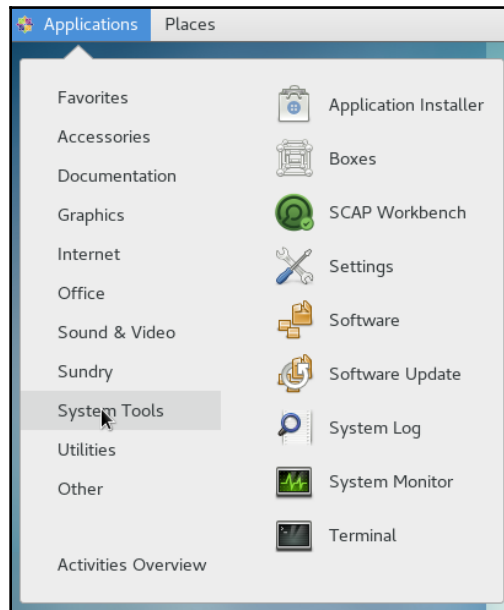 Applications Places
Favorites
Accessories
Documentation
Graphics
Internet
Office
Sound & Video
Sundry
System Tools
Utilities
Other
Activities Overview
Application Installer
Boxes
SCAP Workbench
Settings
Software
Software Update
System Log
System Monitor
Terminal